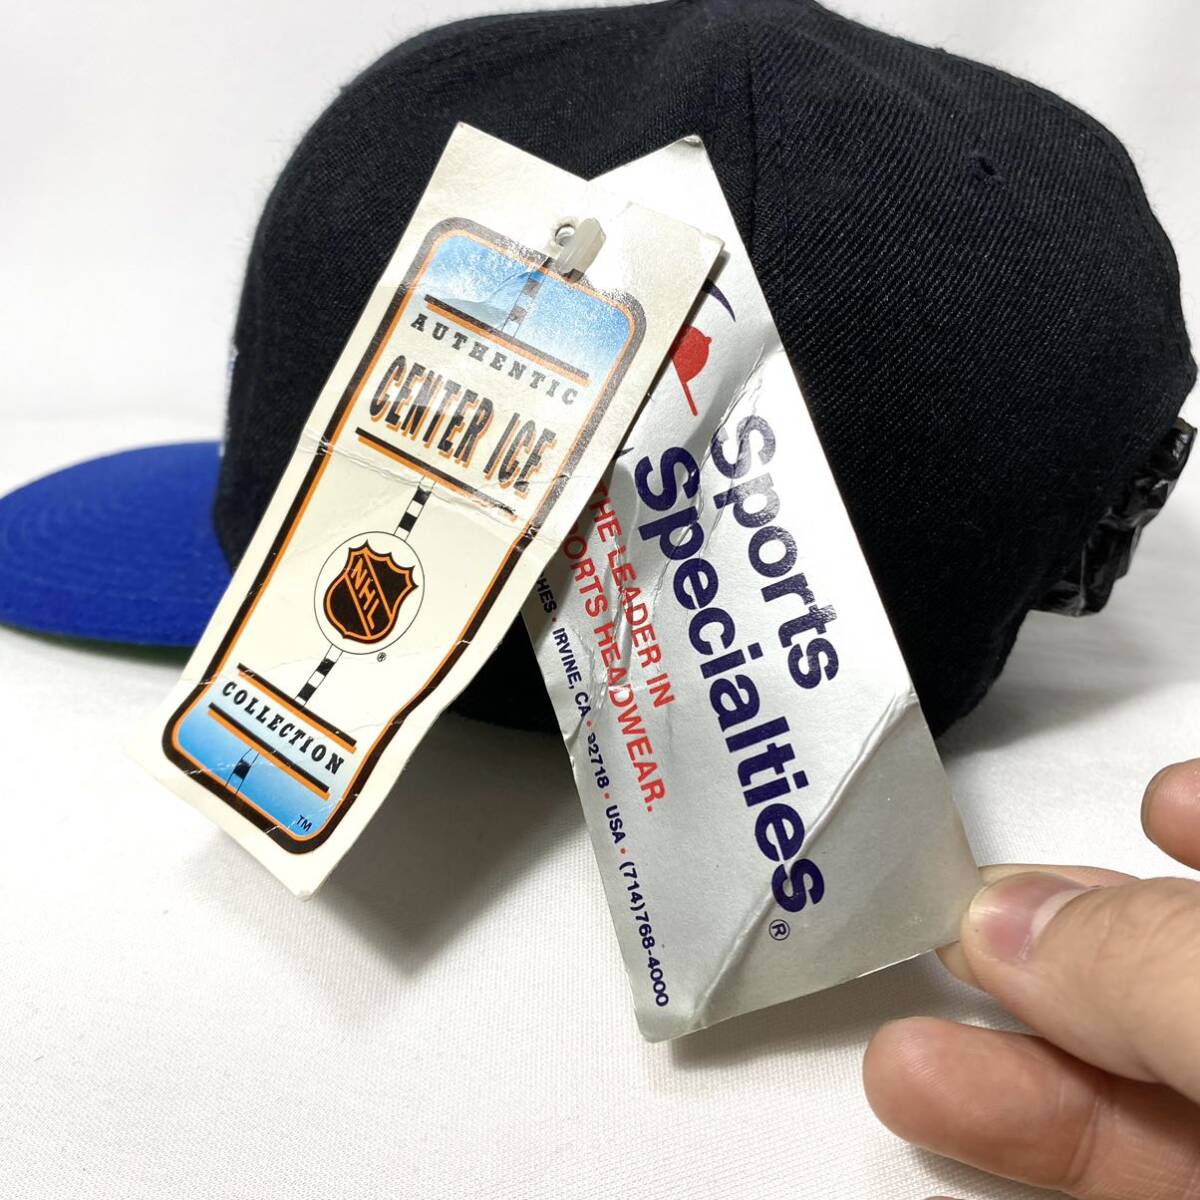 AUTHENTIC
CENTER ICE
NHL
®
COLLECTION
TM
Sports
Specialties®
THE LEADER IN
SPORTS HEADWEAR.
IRVINE, CA • 92718 • USA • (714)768-4000